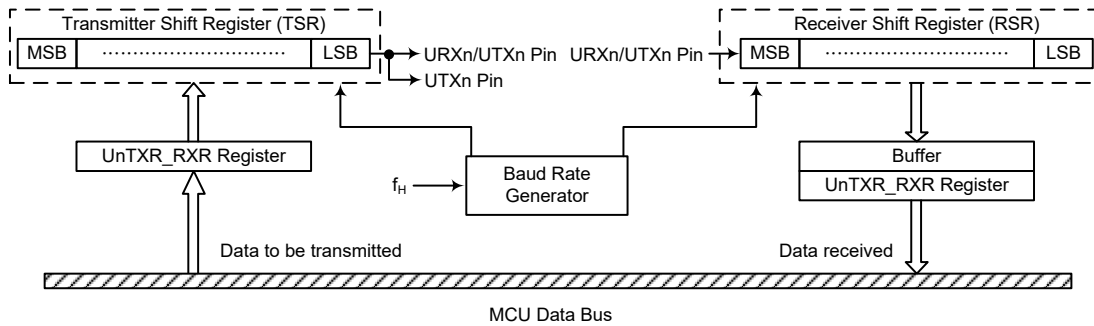 Transmitter Shift Register (TSR)
MSB ………………………… LSB
URXn/UTXn Pin
UTXn Pin
Receiver Shift Register (RSR)
URXn/UTXn Pin
MSB ………………………… LSB
UnTXR_RXR Register
fH
Baud Rate
Generator
Buffer
UnTXR_RXR Register
Data to be transmitted
Data received
MCU Data Bus